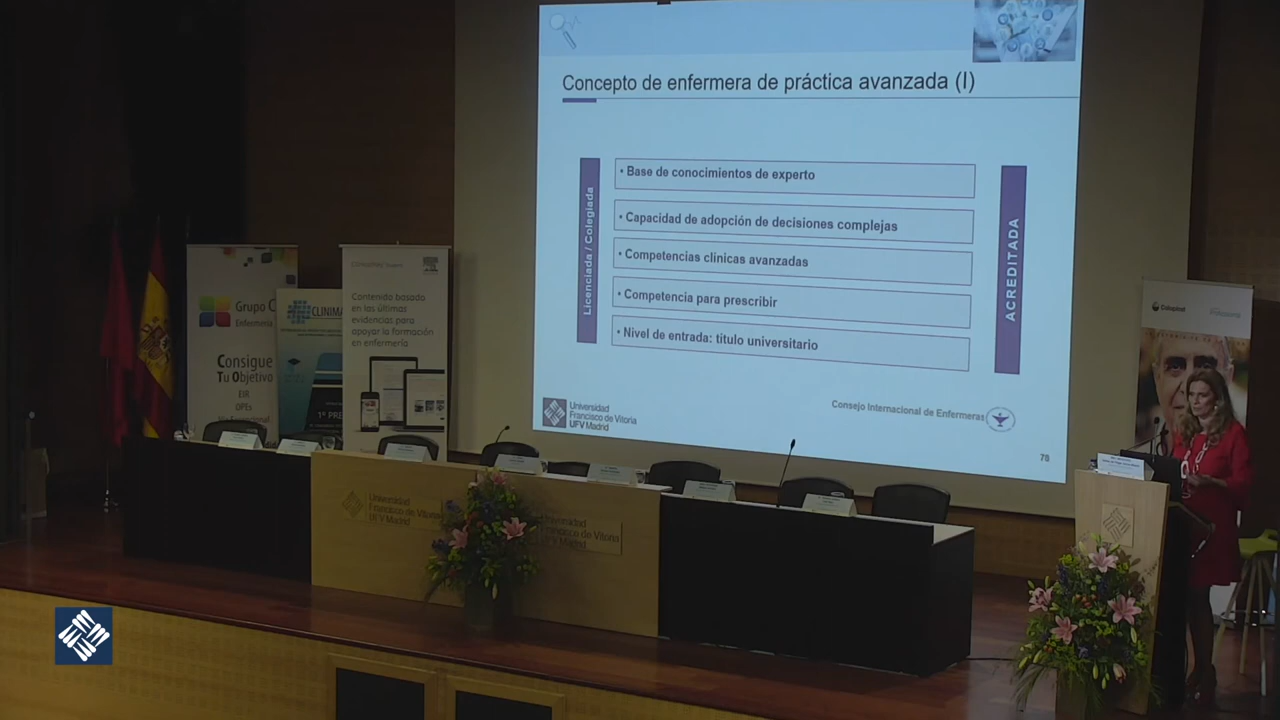 Concepto de enfermera de práctica avanzada (I)
Licenciada / Colegiada
• Base de conocimientos de experto
• Capacidad de adopción de decisiones complejas
• Competencias clínicas avanzadas
• Competencia para prescribir
• Nivel de entrada: título universitario
ACREDITADA
Universidad
Francisco de Vitoria
UFV Madrid
Consejo Internacional de Enfermeras
78
Grupo
Enfermería
Consigue
Tu Objetivo
EIR
OPEs
1º
Contenido basado
en las últimas
evidencias para
apoyar la formación
en enfermería
Coloplast
Universidad
Francisco de Vitoria
UFV Madrid
Universidad
Francisco de Vitoria
UFV Madrid